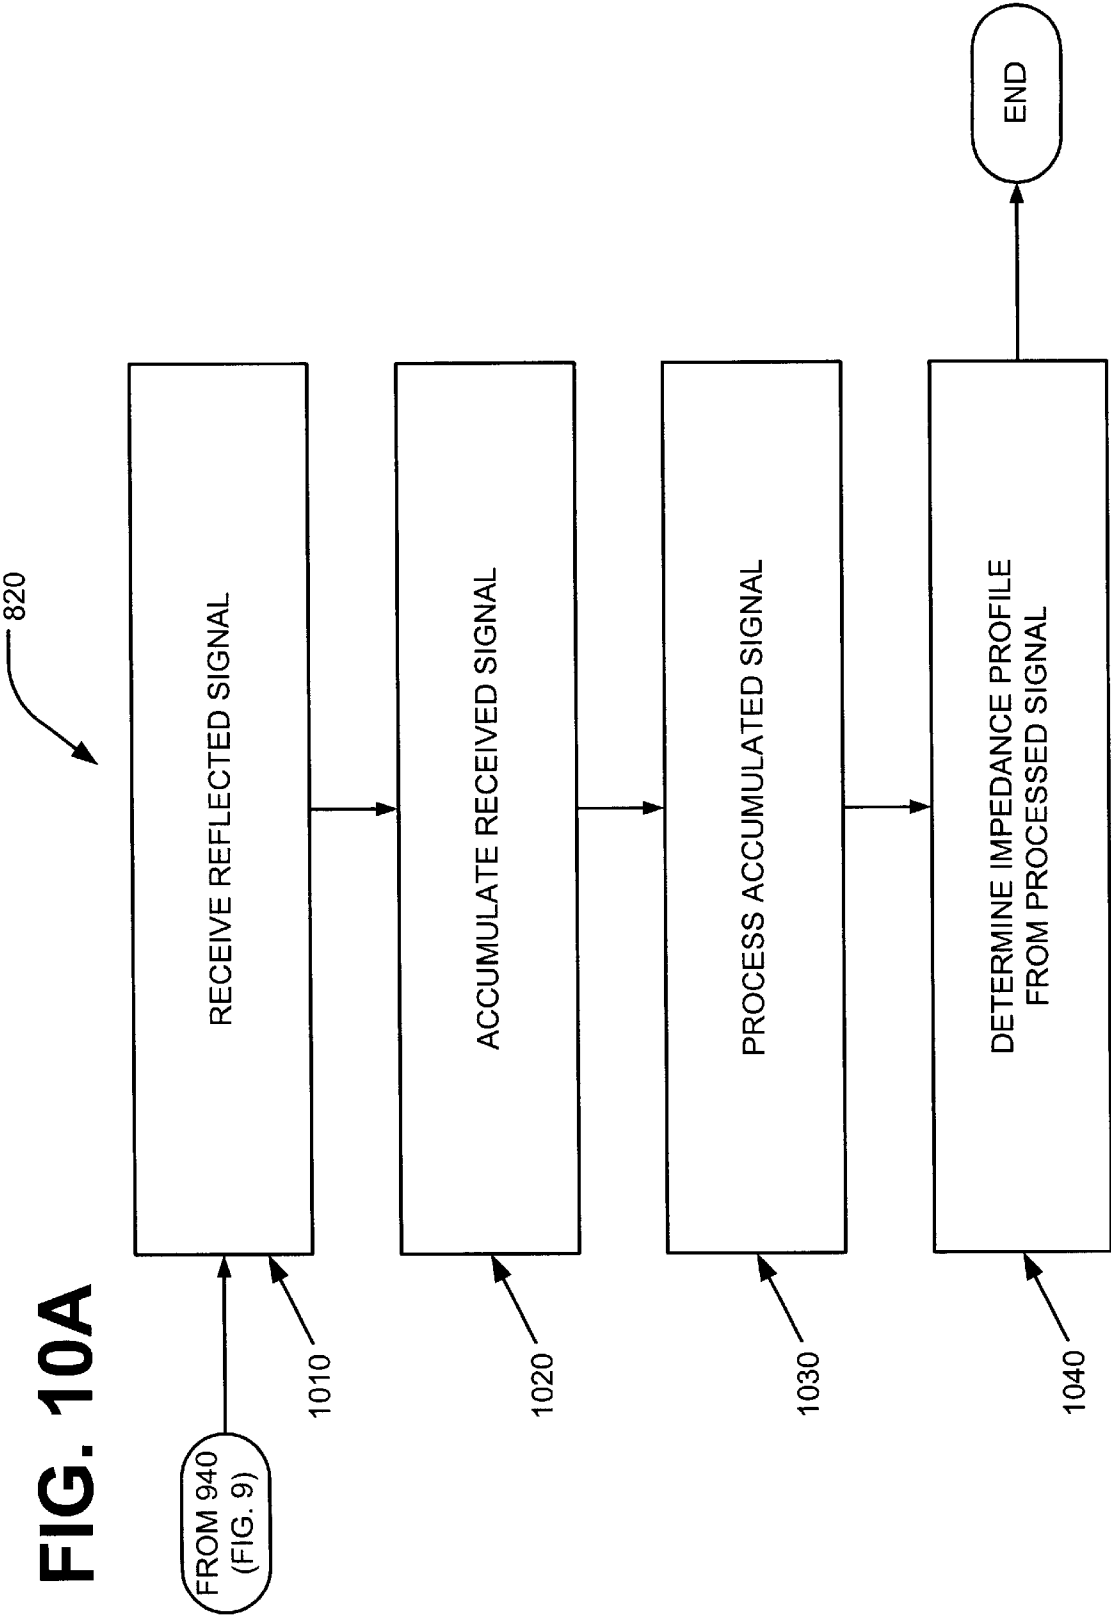 FIG. 10A
820
FROM 940
(FIG. 9)
RECEIVE REFLECTED SIGNAL
1010
ACCUMULATE RECEIVED SIGNAL
1020
PROCESS ACCUMULATED SIGNAL
1030
DETERMINE IMPEDANCE PROFILE
FROM PROCESSED SIGNAL
1040
END